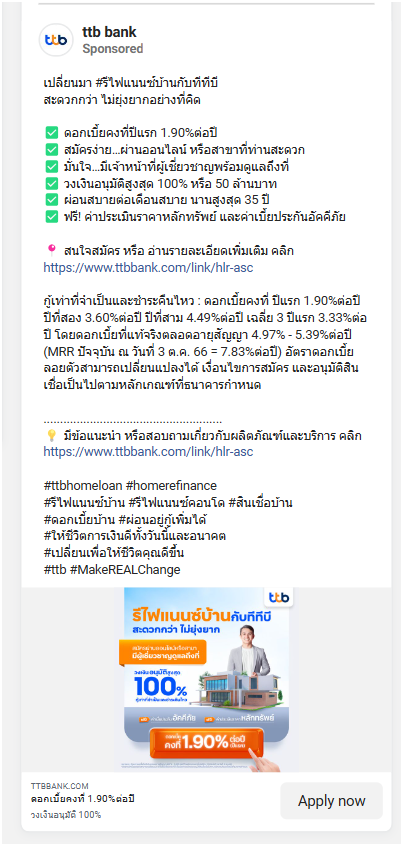 ttb
ttb bank
Sponsored
เปลี่ยนมา #รีไฟแนนซ์บ้านกับทีทีบี
สะดวกกว่า ไม่ยุ่งยากอย่างที่คิด
✅ ดอกเบี้ยคงที่ปีแรก 1.90%ต่อปี
✅ สมัครง่าย...ผ่านออนไลน์ หรือสาขาที่ท่านสะดวก
✅ มั่นใจ...มีเจ้าหน้าที่ผู้เชี่ยวชาญพร้อมดูแลถึงที่
✅ วงเงินอนุมัติสูงสุด 100% หรือ 50 ล้านบาท
✅ ผ่อนสบายต่อเดือนสบาย นานสูงสุด 35 ปี
✅ ฟรี! ค่าประเมินราคาหลักทรัพย์ และค่าเบี้ยประกันอัคคีภัย
📍 สนใจสมัคร หรือ อ่านรายละเอียดเพิ่มเติม คลิก
https://www.ttbbank.com/link/hlr-asc
กู้เท่าที่จำเป็นและชำระคืนไหว : ดอกเบี้ยคงที่ ปีแรก 1.90%ต่อปี
ปีที่สอง 3.60%ต่อปี ปีที่สาม 4.49%ต่อปี เฉลี่ย 3 ปีแรก 3.33%ต่อ
ปี โดยดอกเบี้ยที่แท้จริงตลอดอายุสัญญา 4.97% - 5.39%ต่อปี
(MRR ปัจจุบัน ณ วันที่ 3 ต.ค. 66 = 7.83%ต่อปี) อัตราดอกเบี้ย
ลอยตัวสามารถเปลี่ยนแปลงได้ เงื่อนไขการสมัคร และอนุมัติสิน
เชื่อเป็นไปตามหลักเกณฑ์ที่ธนาคารกำหนด
......................................................
💡 มีข้อแนะนำ หรือสอบถามเกี่ยวกับผลิตภัณฑ์และบริการ คลิก
https://www.ttbbank.com/link/hlr-asc
#ttbhomeloan #homerefinance
#รีไฟแนนซ์บ้าน #รีไฟแนนซ์คอนโด #สินเชื่อบ้าน
#ดอกเบี้ยบ้าน #ผ่อนอยู่กู้เพิ่มได้
#ให้ชีวิตการเงินดีทั้งวันนี้และอนาคต
#เปลี่ยนเพื่อให้ชีวิตคุณดีขึ้น
#ttb #MakeREALChange
ttb
รีไฟแนนซ์บ้านกับทีทีบี
สะดวกกว่า ไม่ยุ่งยาก
มีผู้เชี่ยวชาญดูแลถึงที่
วงเงินอนุมัติสูงสุด
100%
อัคคีภัย
หลักทรัพย์
คงที่ 1.90% ต่อปี
TTBBANK.COM
ดอกเบี้ยคงที่ 1.90%ต่อปี
วงเงินอนุมัติ 100%
Apply now